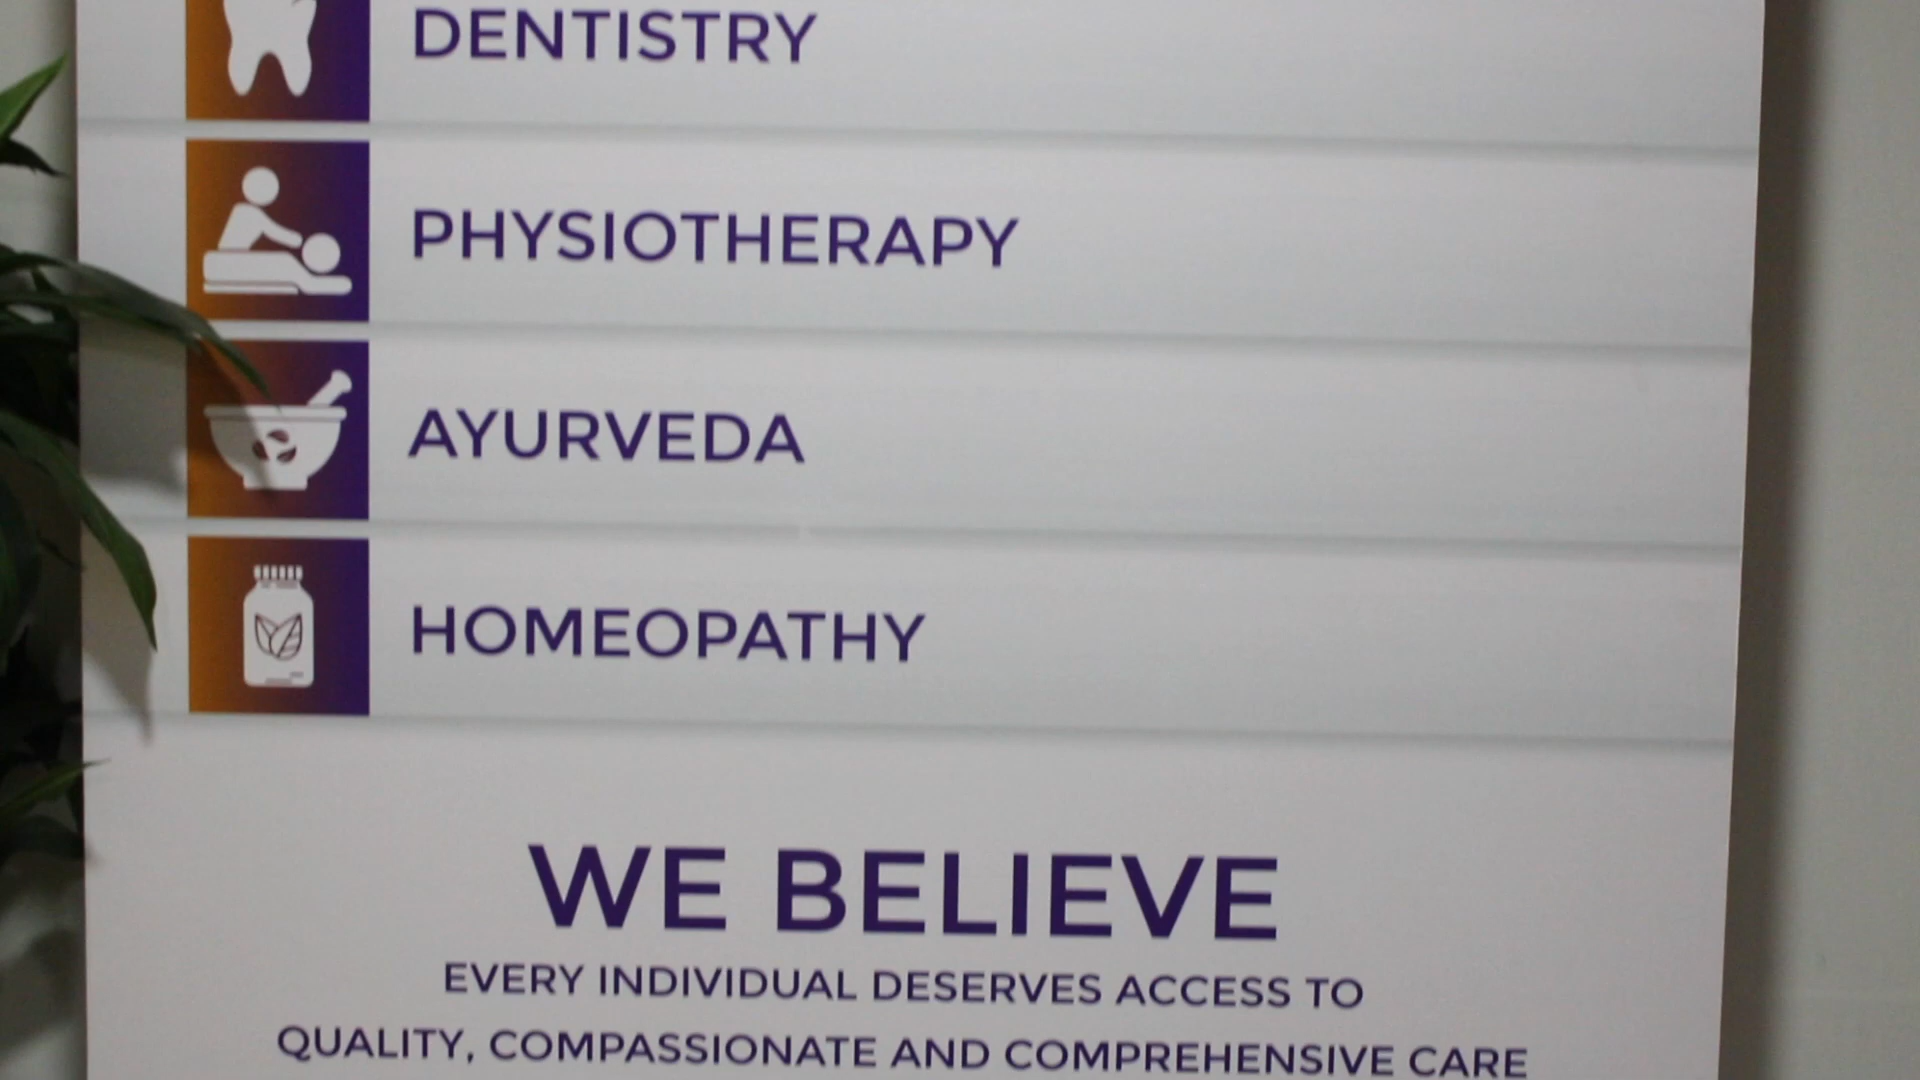 DENTISTRY
PHYSIOTHERAPY
AYURVEDA
HOMEOPATHY
WE BELIEVE
EVERY INDIVIDUAL DESERVES ACCESS TO
QUALITY, COMPASSIONATE AND COMPREHENSIVE CARE